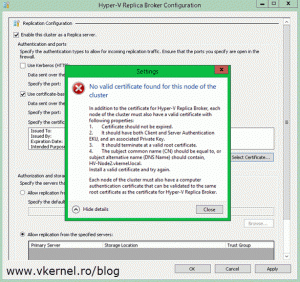 Hyper-V Replica Broker Configuration
Replication Configuration
Enable this cluster as a Replica server.
Authentication and ports
Specify the authentication types to allow for incoming replication traffic. Ensure that the ports you specify are open in the
firewall.
Use Kerberos (HTTP)
Data sent over the
Specify the port:
Use certificate-base
Data sent over the
Specify the port:
Specify the certifica
Issued To:
Issued By:
Expiration Date:
Intended Purpos
Select Certificate...
Settings
No valid certificate found for this node of the
cluster
In addition to the certificate for Hyper-V Replica Broker, each
node of the cluster must also have a valid certificate with
following properties:
1. Certificate should not be expired.
2. It should have both Client and Server Authentication
EKU, and an associated Private Key.
3. It should terminate at a valid root certificate.
4. The subject common name (CN) should be equal to, or
subject alternative name (DNS Name) should contain,
HV-Node2.vkernel.local.
Install a valid certificate and try again.
Each node of the cluster must also have a computer
authentication certificate that can be validated to the same
root certificate as the certificate for Hyper-V Replica Broker.
Hide details
Close
Authorization and storag
Specify the servers tha
Allow replication fro
Specify the defaul
Browse...
Allow replication from the specified servers:
Primary Server Storage Location Trust Group
www.vkernel.ro/blog
OK Cancel Apply